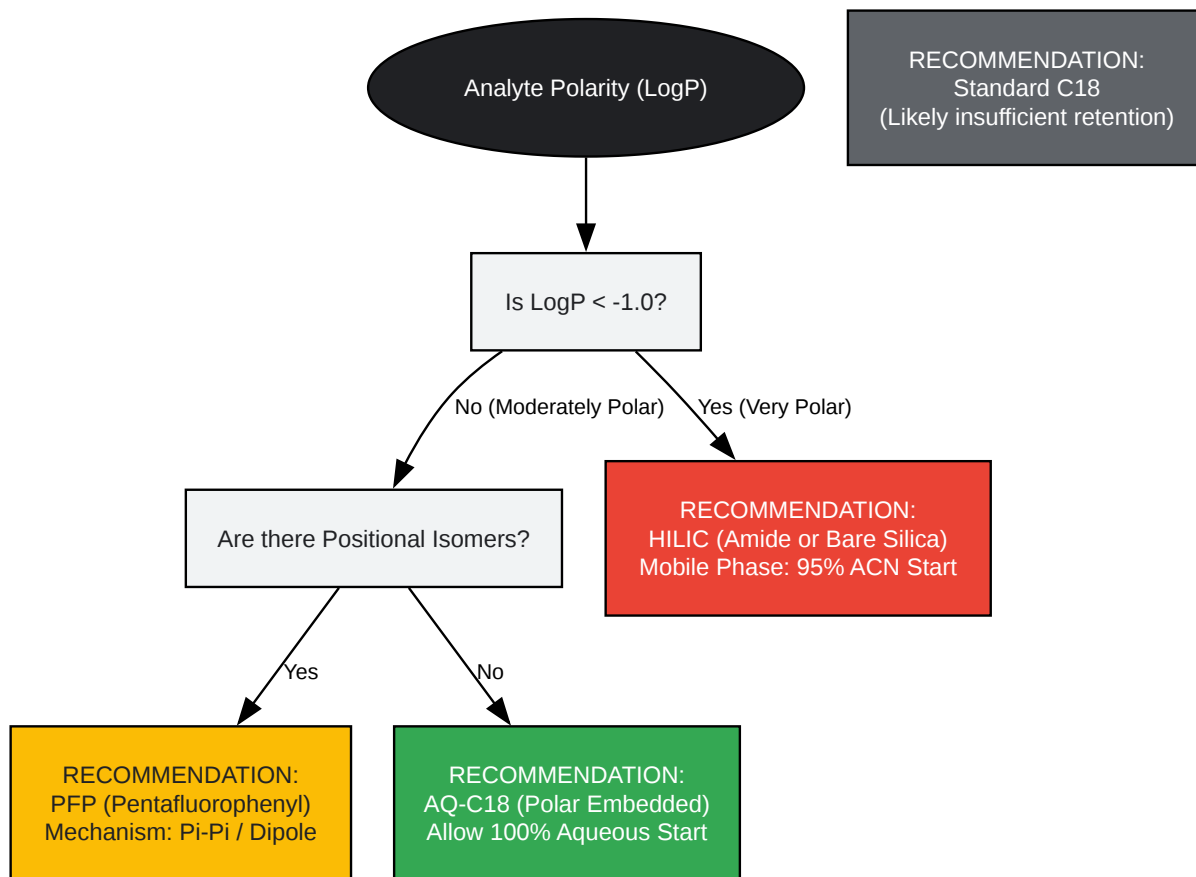 Analyte Polarity (LogP)
RECOMMENDATION:
Standard C18
(Likely insufficient retention)
Is LogP < -1.0?
No (Moderately Polar)
Yes (Very Polar)
Are there Positional Isomers?
RECOMMENDATION:
HILIC (Amide or Bare Silica)
Mobile Phase: 95% ACN Start
Yes
No
RECOMMENDATION:
PFP (Pentafluorophenyl)
Mechanism: Pi-Pi / Dipole
RECOMMENDATION:
AQ-C18 (Polar Embedded)
Allow 100% Aqueous Start